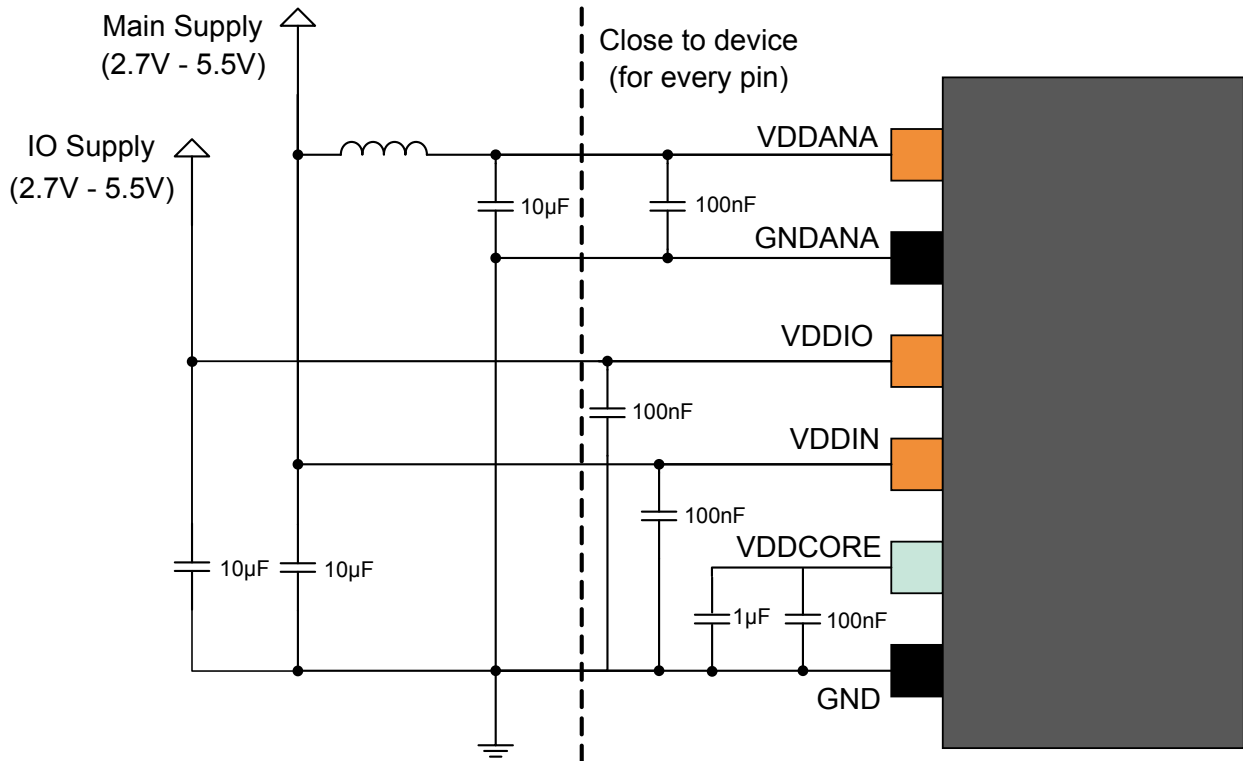 Main Supply
(2.7V - 5.5V)
Close to device
(for every pin)
IO Supply
(2.7V - 5.5V)
VDDANA
10µF
100nF
GNDANA
VDDIO
100nF
VDDIN
100nF
VDDCORE
10µF
10µF
1µF
100nF
GND